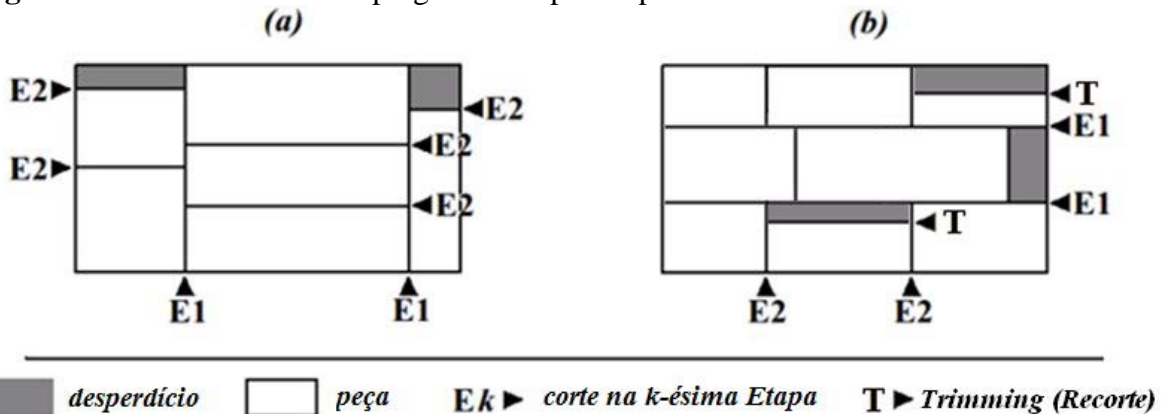 (a) (b)
E2 E2 T
E2 E1
E2 E2 E1
E2 T
E1 E1 E2 E2
desperdício peça Ek corte na k-ésima Etapa T Trimming (Recorte)